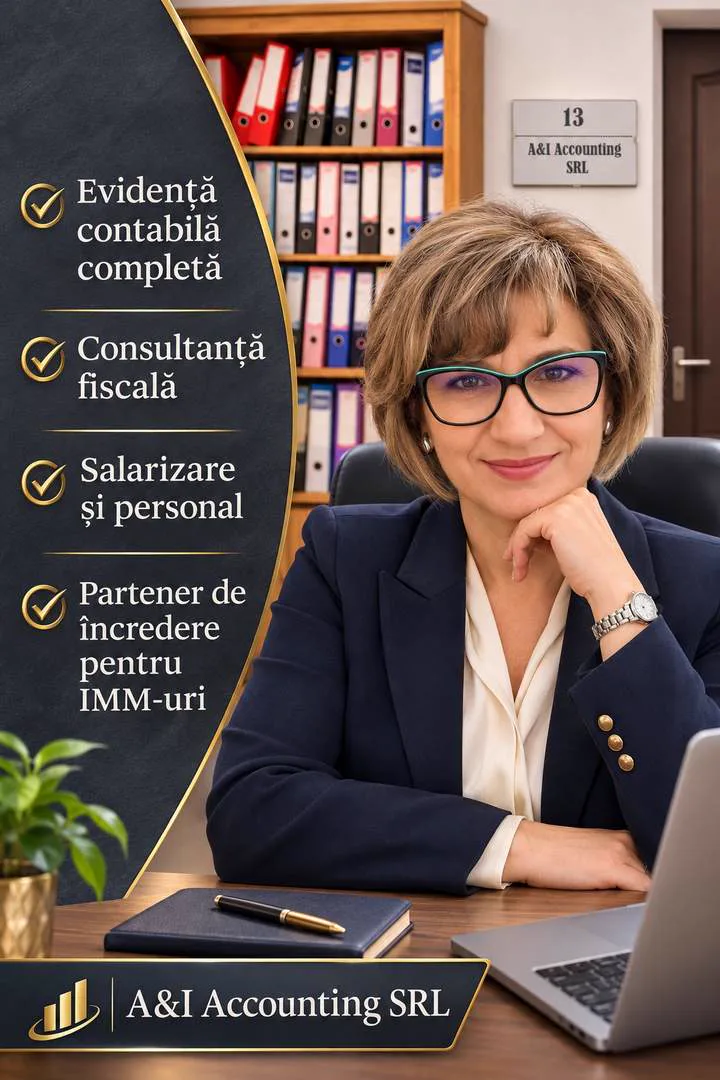 Evidență
contabilă
completă
Consultanță
fiscală
Salarizare
și personal
Partener de
încredere
pentru
IMM-uri
13
A&I Accounting
SRL
A&I Accounting SRL